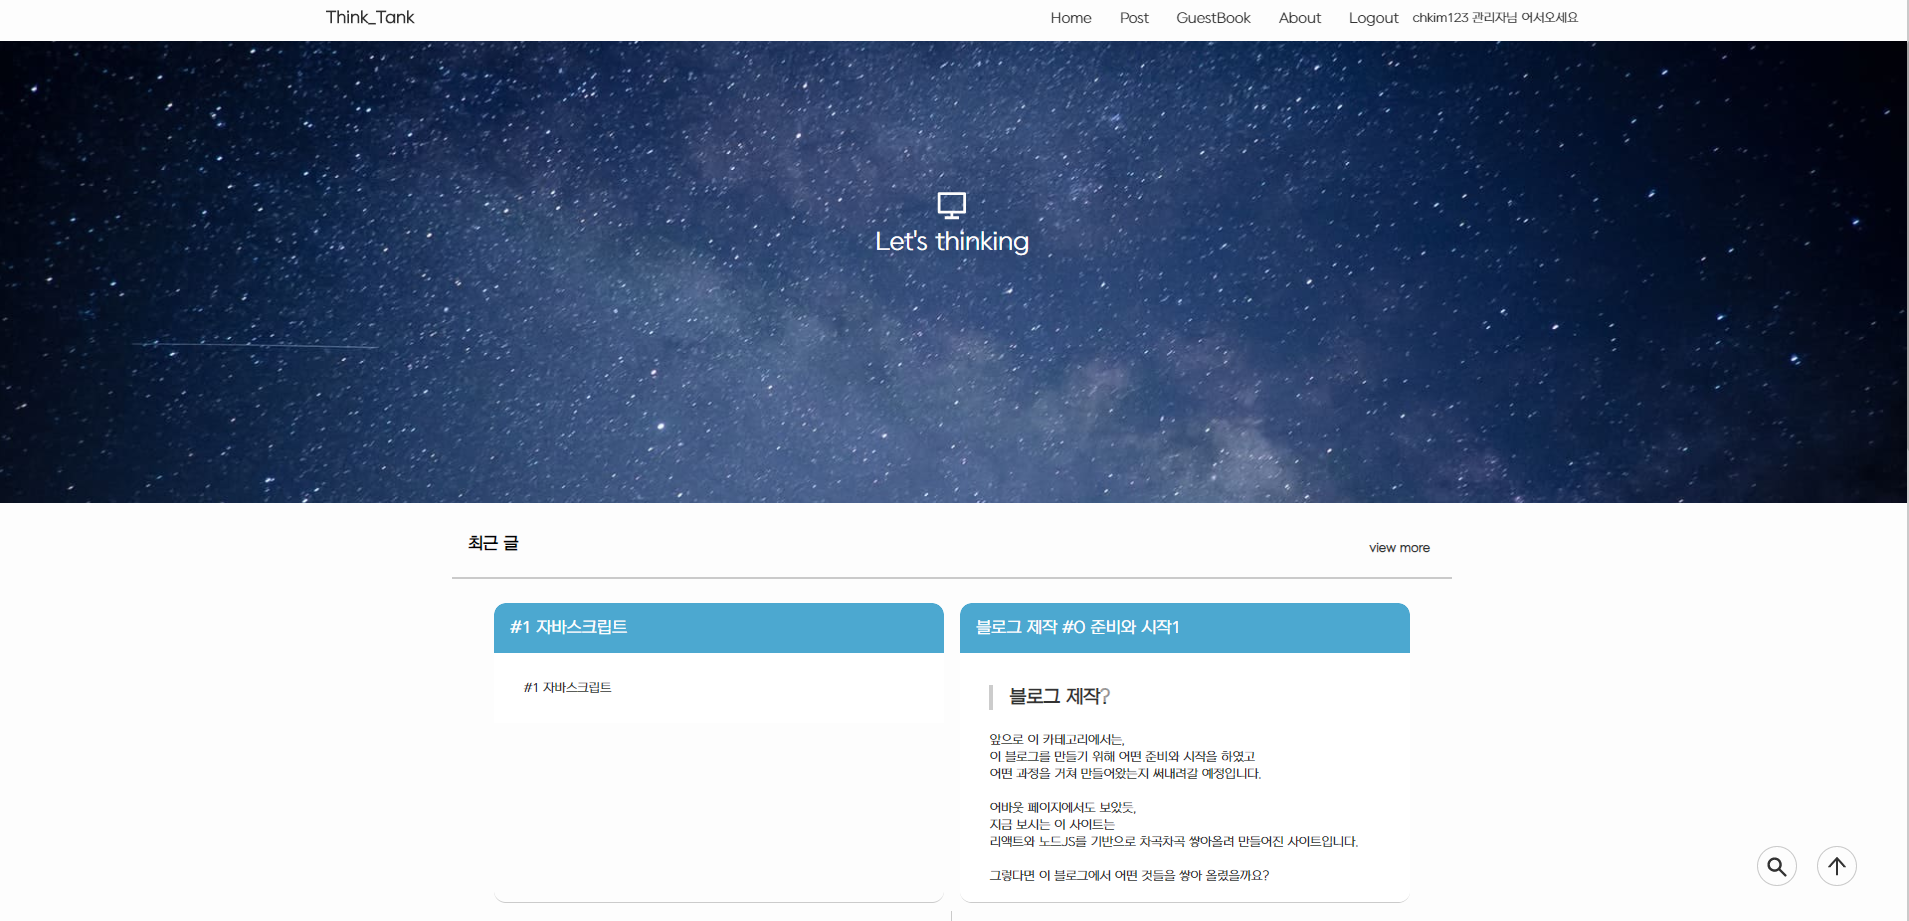 Think_Tank
Home Post GuestBook About Logout chkim123 관리자님 어서오세요
Let's thinking
최근 글
view more
#1 자바스크립트
#1 자바스크립트
블로그 제작 #0 준비와 시작1
블로그 제작?
앞으로 이 카테고리에서는,
이 블로그를 만들기 위해 어떤 준비와 시작을 하였고
어떤 과정을 거쳐 만들어왔는지 써내려갈 예정입니다.
어바웃 페이지에서도 보았듯,
지금 보시는 이 사이트는
리액트와 노드JS를 기반으로 차곡차곡 쌓아올려 만들어진 사이트입니다.
그렇다면 이 블로그에서 어떤 것들을 쌓아 올렸을까요?